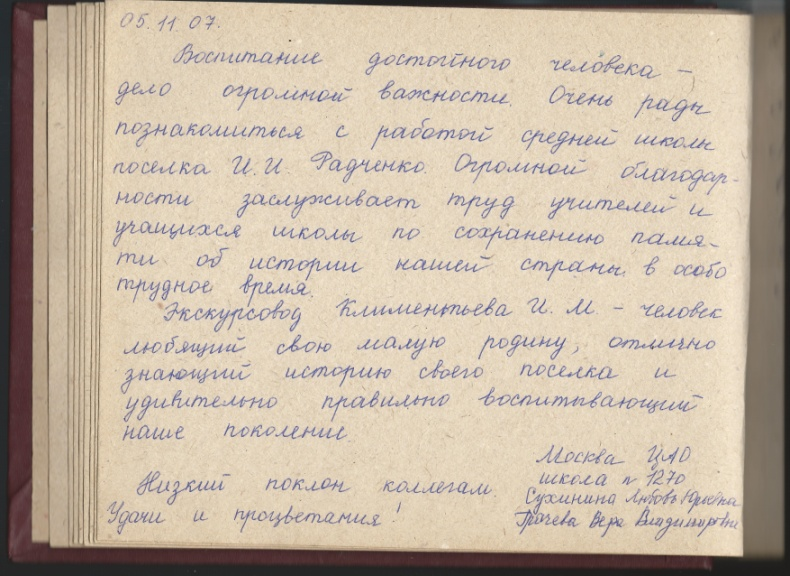 05.11.07.
Воспитание достойного человека –
дело огромной важности. Очень рады
познакомиться с работой средней школы
поселка И.И. Радченко. Огромной благодар-
ности заслуживает труд учителей и
учащихся школы по сохранению памя-
ти об истории нашей страны в особо
трудное время.
Экскурсовод Климентьева И. М. – человек
любящий свою малую родину, отлично
знающий историю своего поселка и
удивительно правильно воспитывающий
наше поколение.
Москва ЦАО
школа № 1270
Низкий поклон коллегам. Сухинина Любовь Юрьевна
Удачи и процветания! Грачева Вера Владимировна